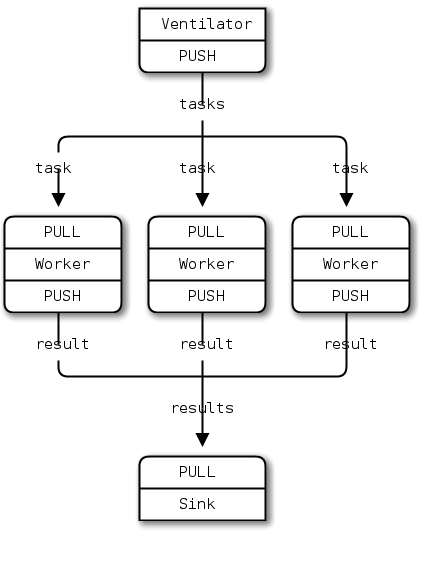 Ventilator
PUSH
tasks
task task task
PULL PULL PULL
Worker Worker Worker
PUSH PUSH PUSH
result result result
results
PULL
Sink